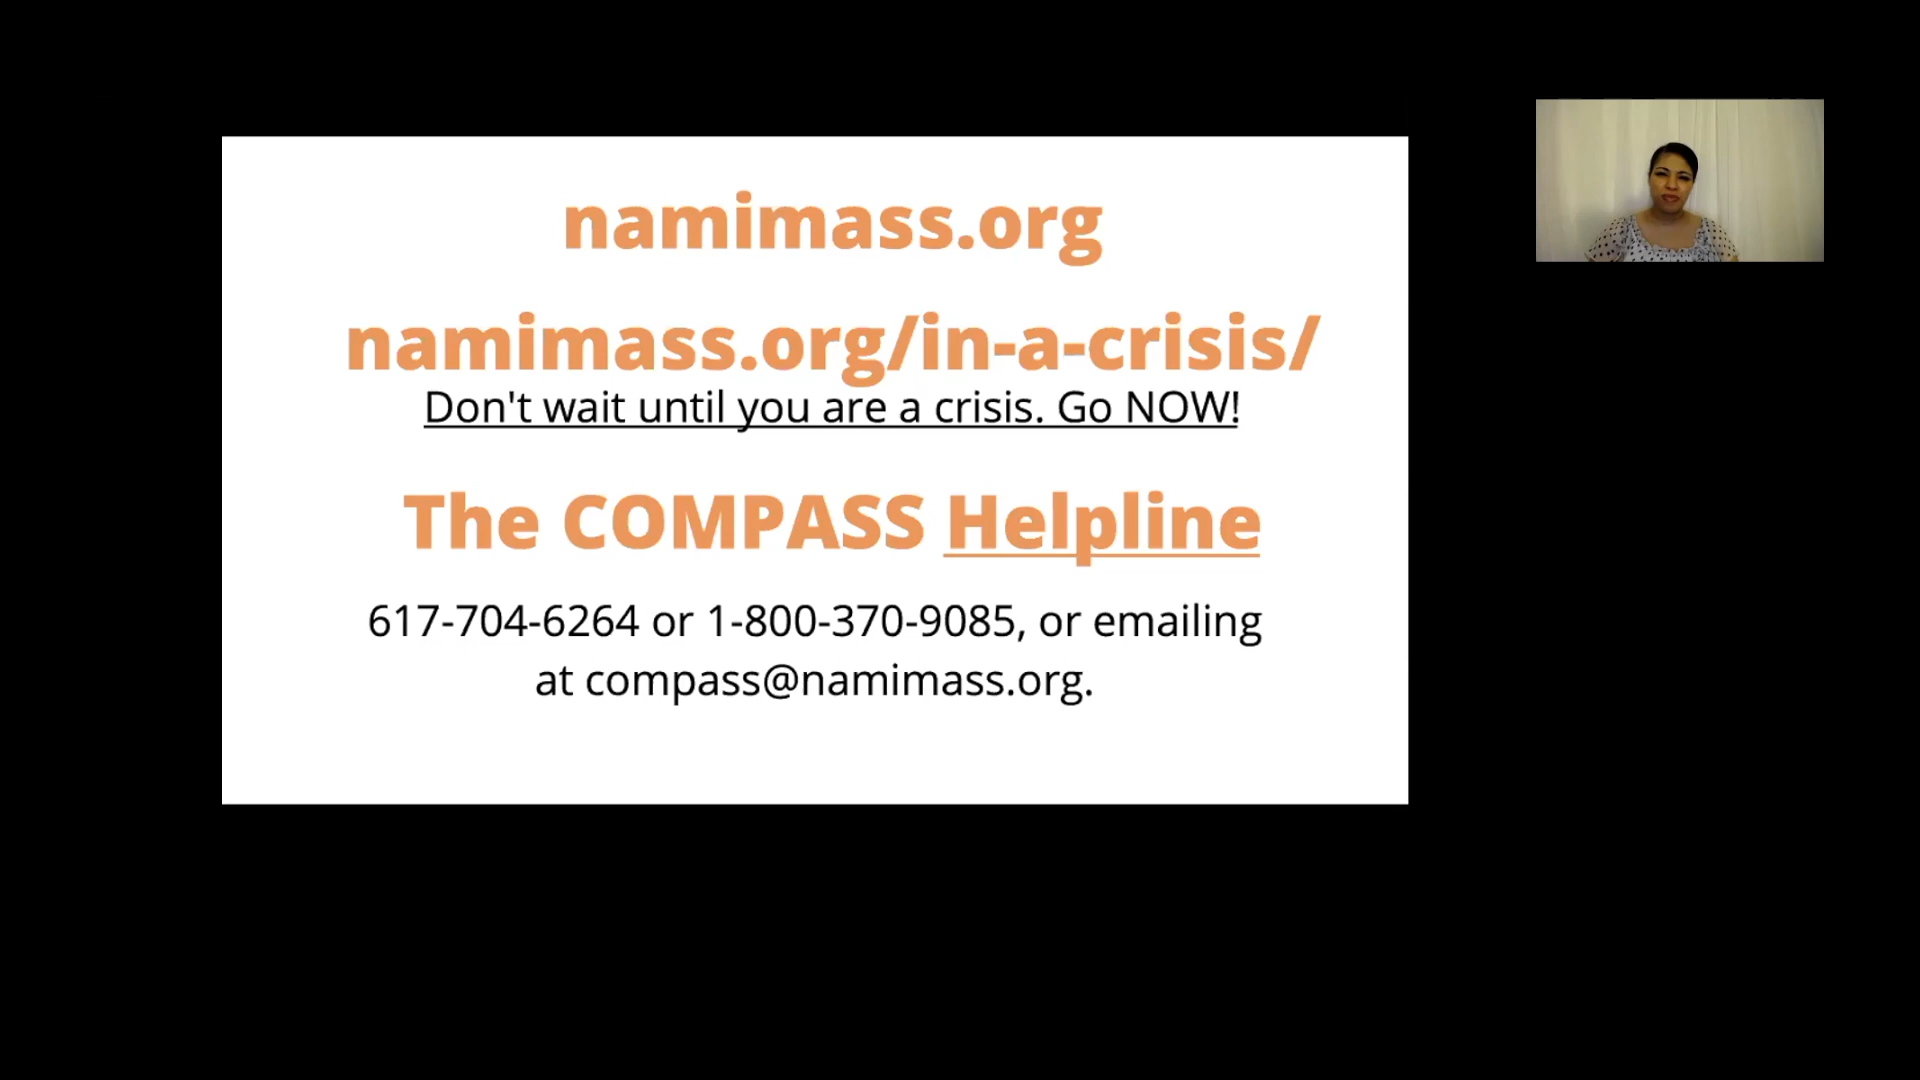 namimass.org
namimass.org/in-a-crisis/
Don't wait until you are a crisis. Go NOW!
The COMPASS Helpline
617-704-6264 or 1-800-370-9085, or emailing
at compass@namimass.org.